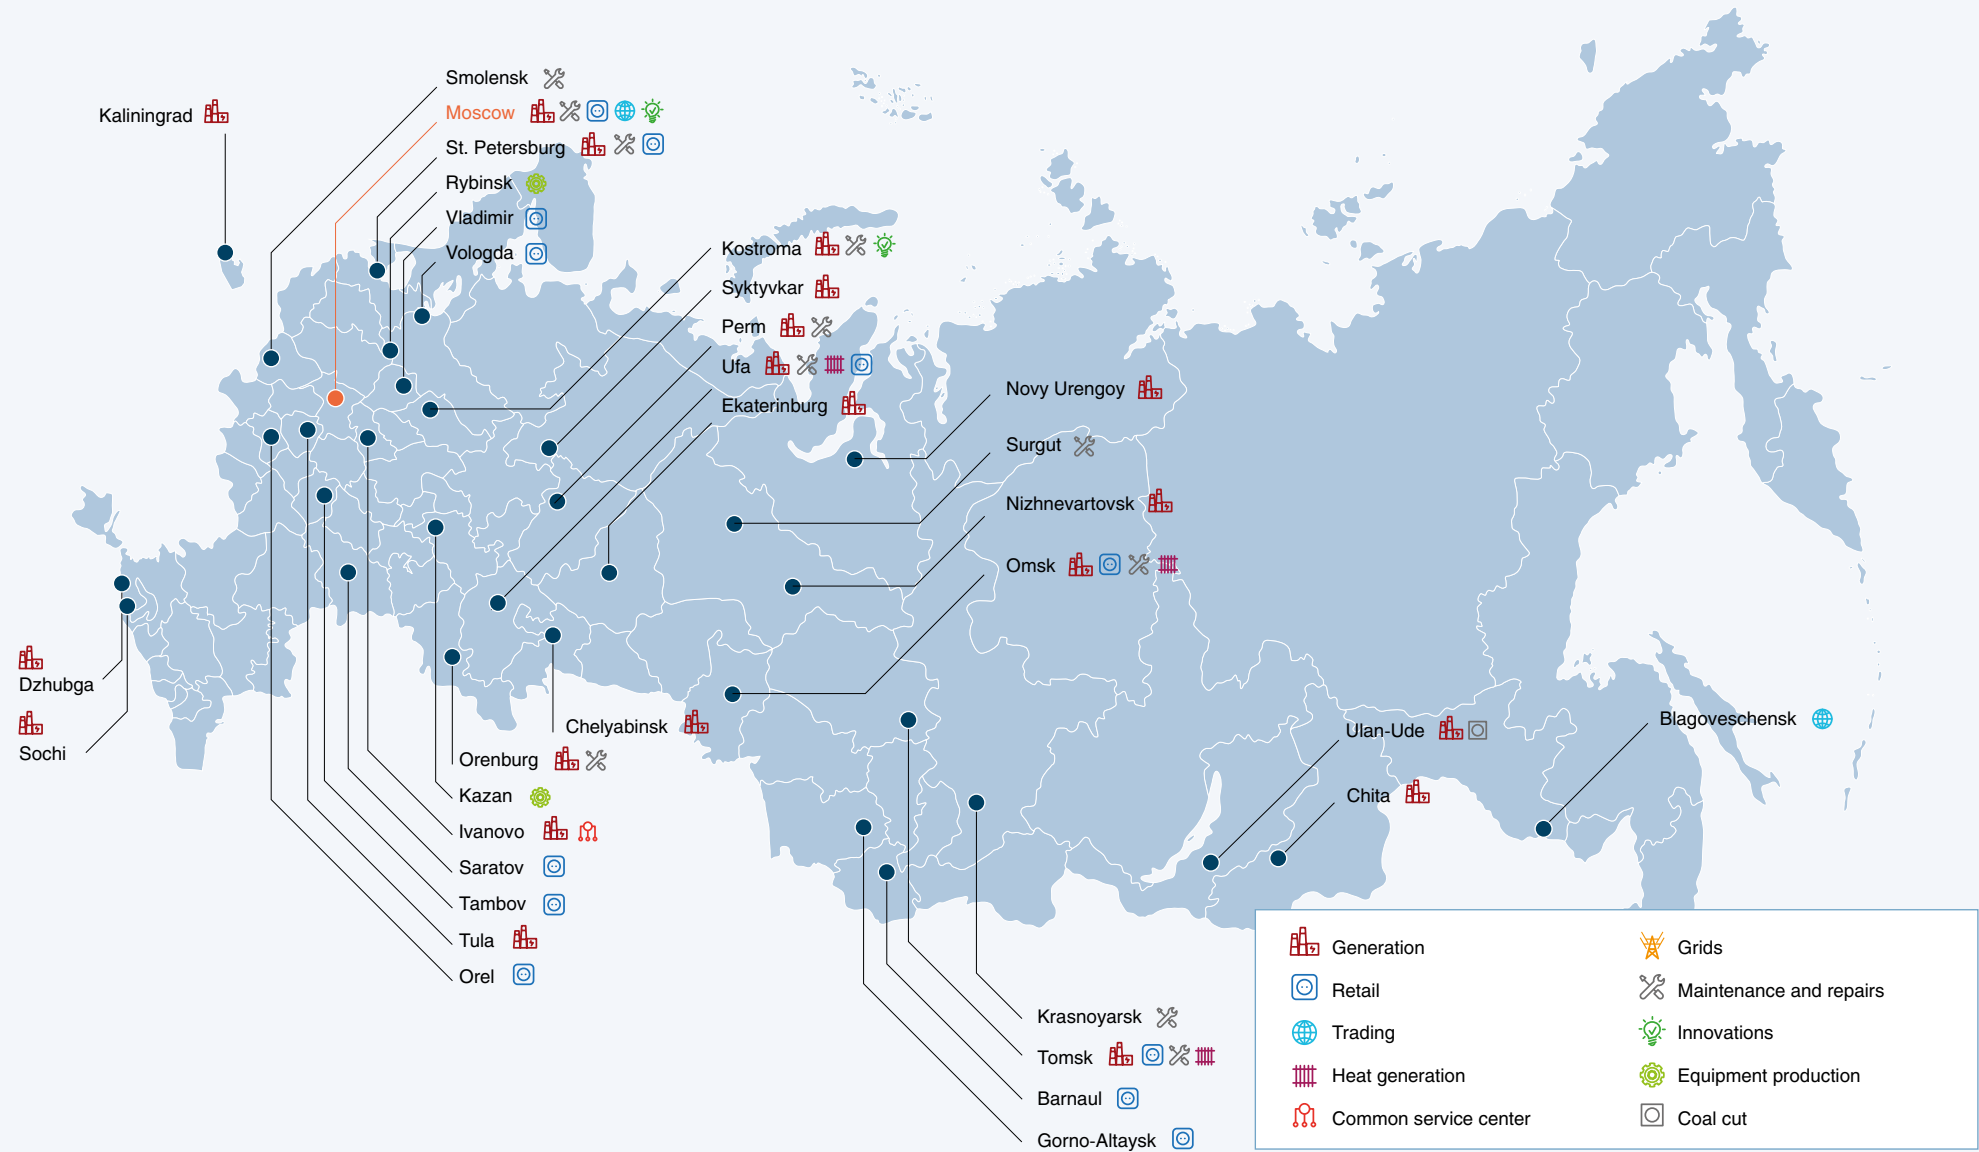 Kaliningrad
Smolensk
Moscow
St. Petersburg
Rybinsk
Vladimir
Vologda
Kostroma
Syktyvkar
Perm
Ufa
Ekaterinburg
Novy Urengoy
Surgut
Nizhnevartovsk
Omsk
Dzhubga
Sochi
Chelyabinsk
Orenburg
Kazan
Ivanovo
Saratov
Tambov
Tula
Orel
Ulan-Ude
Chita
Blagoveschensk
Krasnoyarsk
Tomsk
Barnaul
Gorno-Altaysk
Generation
Retail
Trading
Heat generation
Common service center
Grids
Maintenance and repairs
Innovations
Equipment production
Coal cut